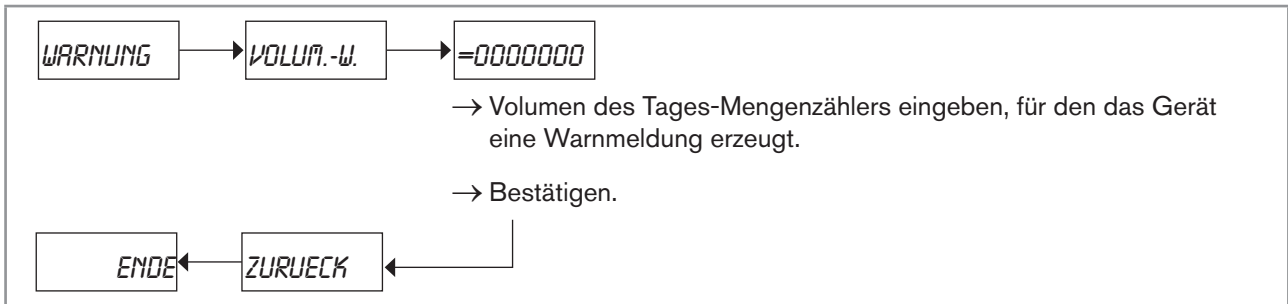 WARNUNG VOLUM.-W. =0000000
→ Volumen des Tages-Mengenzählers eingeben, für den das Gerät
eine Warnmeldung erzeugt.
→ Bestätigen.
ENDE ZURUECK